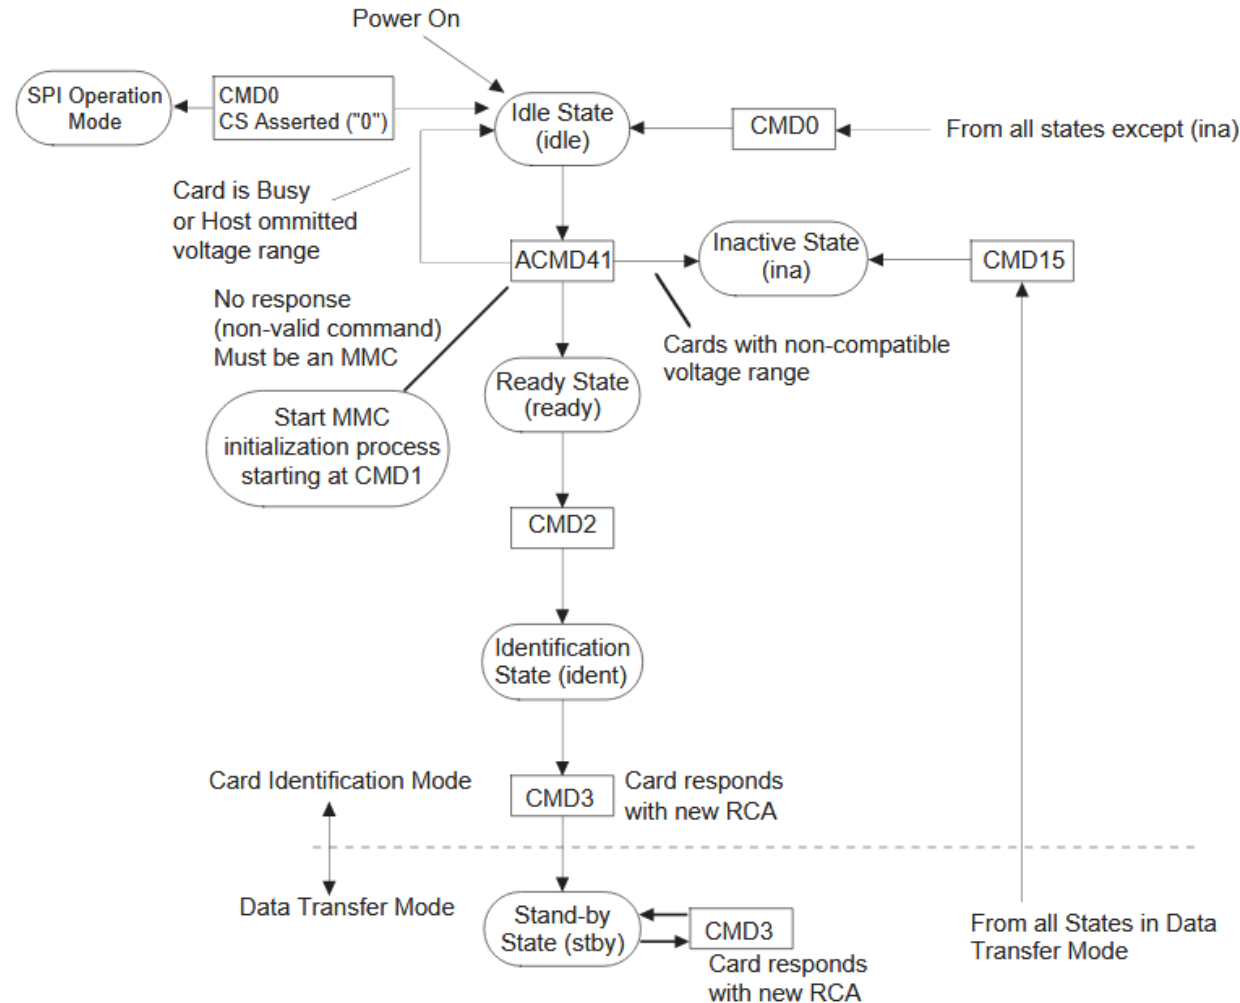 Power On
SPI Operation
Mode
CMD0
CS Asserted ("0")
Idle State
(idle)
CMD0
From all states except (ina)
Card is Busy
or Host ommitted
voltage range
ACMD41
Inactive State
(ina)
CMD15
No response
(non-valid command)
Must be an MMC
Cards with non-compatible
voltage range
Ready State
(ready)
Start MMC
initialization process
starting at CMD1
CMD2
Identification
State (ident)
Card Identification Mode
CMD3
Card responds
with new RCA
Data Transfer Mode
Stand-by
State (stby)
CMD3
Card responds
with new RCA
From all States in Data
Transfer Mode